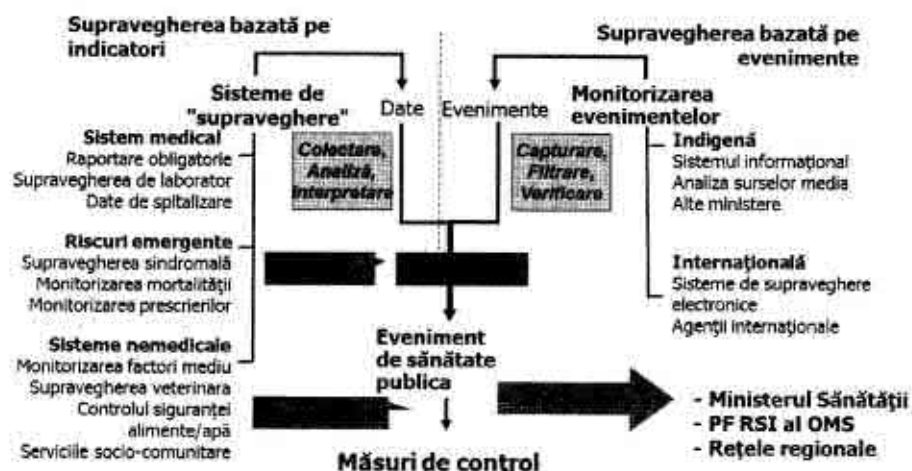 Supravegherea bazată pe
indicatori
Supravegherea bazată pe
evenimente
Sisteme de
"supraveghere"
Date
Evenimente
Monitorizarea
evenimentelor
Sistem medical
Raportare obligatorie
Supravegherea de laborator
Date de spitalizare
Colectare,
Analiză,
Interpretare
Capturare,
Filtrare,
Verificare
Indigenă
Sistemul informațional
Analiza surselor media
Alte ministere
Riscuri emergente
Supravegherea sindromală
Monitorizarea mortalității
Monitorizarea prescrierilor
Internațională
Sisteme de supraveghere
electronice
Agenții internaționale
Sisteme nemedicale
Monitorizarea factori mediu
Supravegherea veterinara
Controlul siguranței
alimente/apă
Serviciile socio-comunitare
Eveniment
de sănătate
publica
- Ministerul Sănătății
- PF RSI al OMS
- Rețele regionale
Măsuri de control